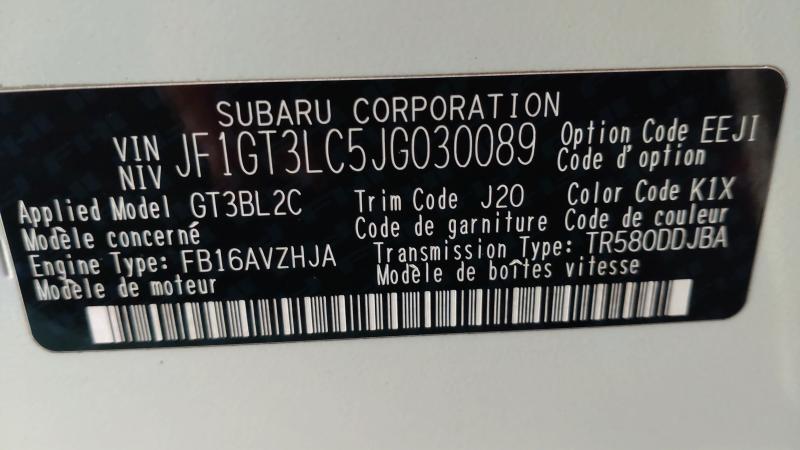 SUBARU CORPORATION
VIN NIV JF1GT3LC5JG030089 Option Code EEJI
Code d'option
Applied Model GT3BL2C Trim Code J20 Color Code K1X
Modèle concerné Code de garniture Code de couleur
Engine Type: FB16AVZHJA Transmission Type: TR580DDJBA
Modèle de moteur Modèle de boîtes vitesse